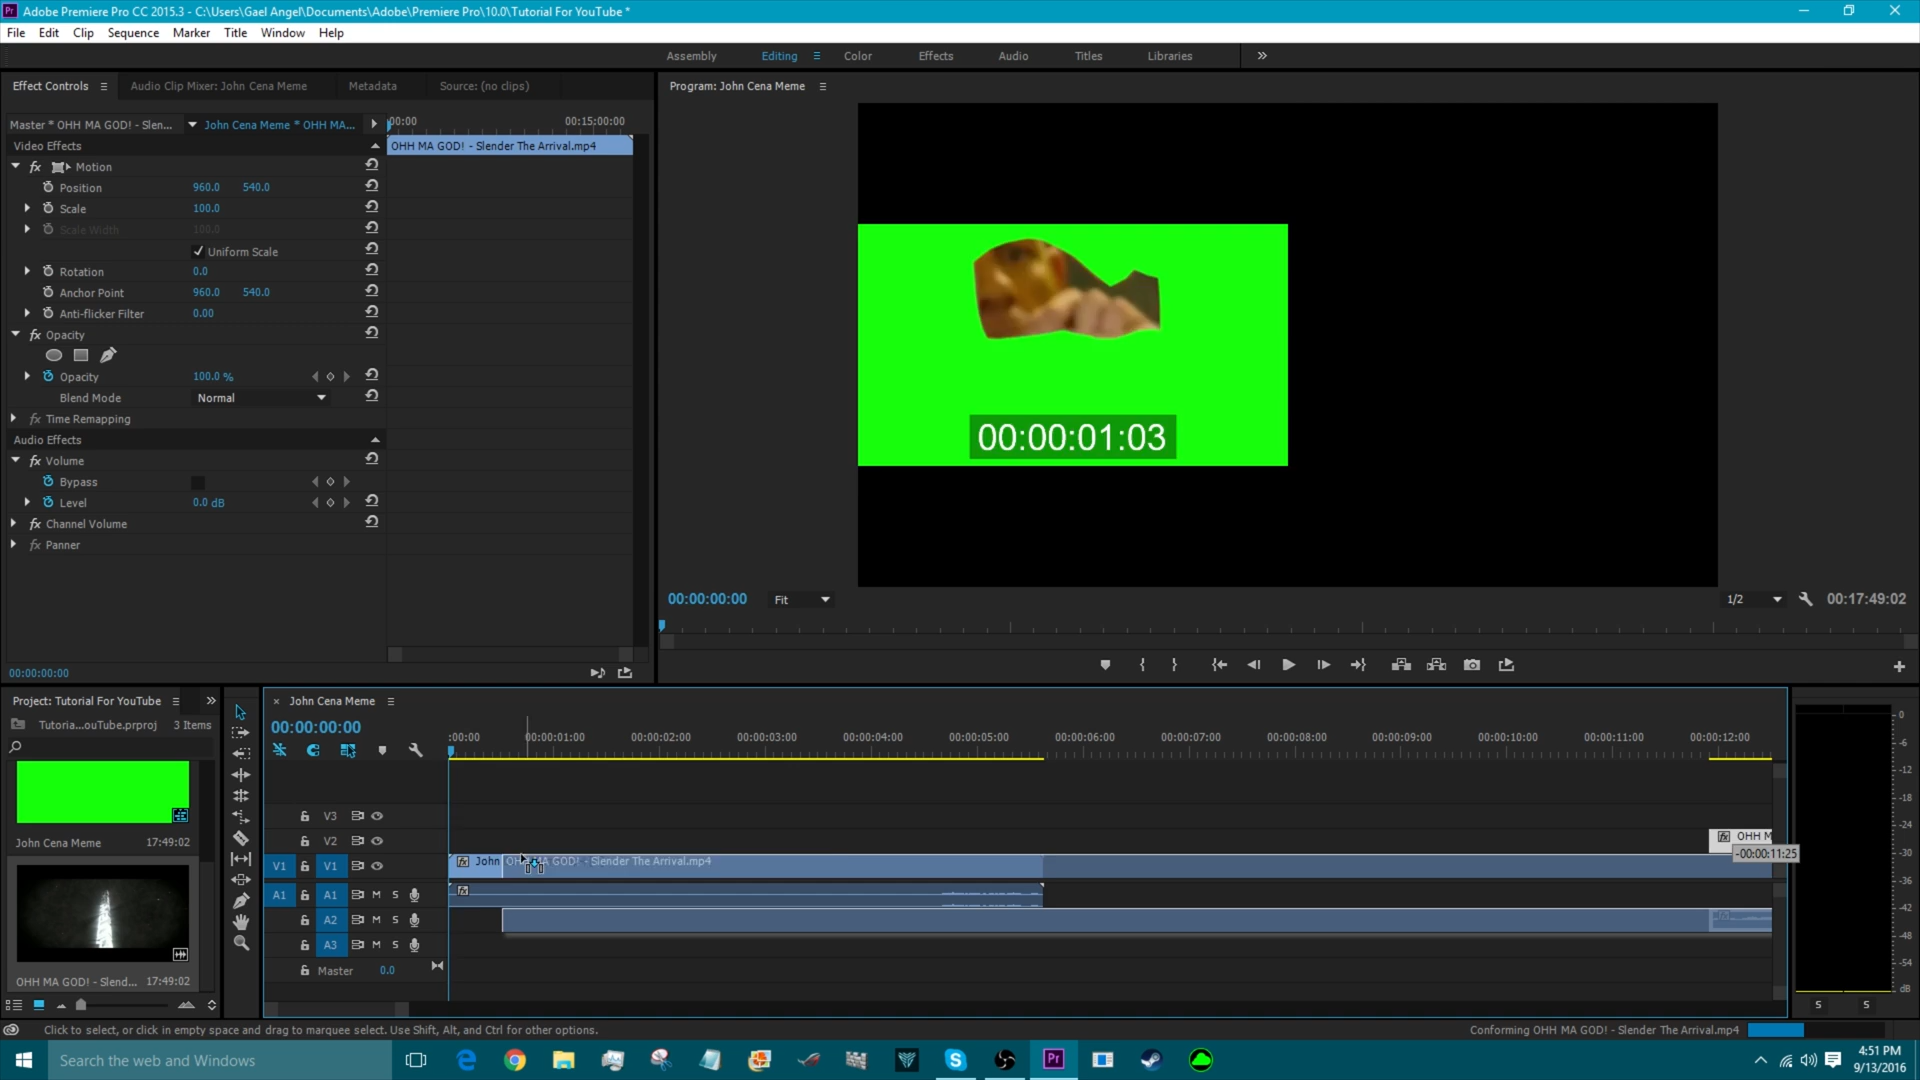 Adobe Premiere Pro CC 2015.3 - C:\Users\Gael Angel\Documents\Adobe\Premiere Pro\10.0\Tutorial For YouTube *
File Edit Clip Sequence Marker Title Window Help
Assembly Editing Color Effects Audio Titles Libraries
Effect Controls Audio Clip Mixer: John Cena Meme Metadata Source: (no clips)
Master * OHH MA GOD! - Slen... John Cena Meme * OHH MA...
00:00 00:15:00:00
Video Effects
OHH MA GOD! - Slender The Arrival.mp4
fx Motion
Position 960.0 540.0
Scale 100.0
Scale Width 100.0
Uniform Scale
Rotation 0.0
Anchor Point 960.0 540.0
Anti-flicker Filter 0.00
fx Opacity
Opacity 100.0 %
Blend Mode Normal
fx Time Remapping
Audio Effects
fx Volume
Bypass
Level 0.0 dB
fx Channel Volume
fx Panner
00:00:00:00
Program: John Cena Meme
00:00:01:03
00:00:00:00 Fit 1/2 00:17:49:02
Project: Tutorial For YouTube
Tutoria...ouTube.prproj 3 Items
John Cena Meme 17:49:02
OHH MA GOD! - Slend... 17:49:02
John Cena Meme
00:00:00:00
:00:00 00:00:01:00 00:00:02:00 00:00:03:00 00:00:04:00 00:00:05:00 00:00:06:00 00:00:07:00 00:00:08:00 00:00:09:00 00:00:10:00 00:00:11:00 00:00:12:00
V3
V2
fx OHH M
-00:00:11:25
V1 V1
fx John OHH MA GOD! - Slender The Arrival.mp4
A1 A1 M S
fx
A2 M S
A3 M S
Master 0.0
0
-6
-12
-18
-24
-30
-36
-42
-48
-54
dB
S S
Click to select, or click in empty space and drag to marquee select. Use Shift, Alt, and Ctrl for other options.
Conforming OHH MA GOD! - Slender The Arrival.mp4
Search the web and Windows
Pr
4:51 PM
9/13/2016